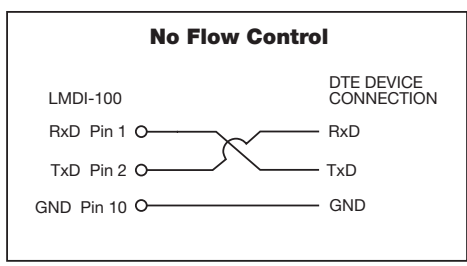 No Flow Control
LMDI-100
DTE DEVICE
CONNECTION
RxD Pin 1
RxD
TxD Pin 2
TxD
GND Pin 10
GND